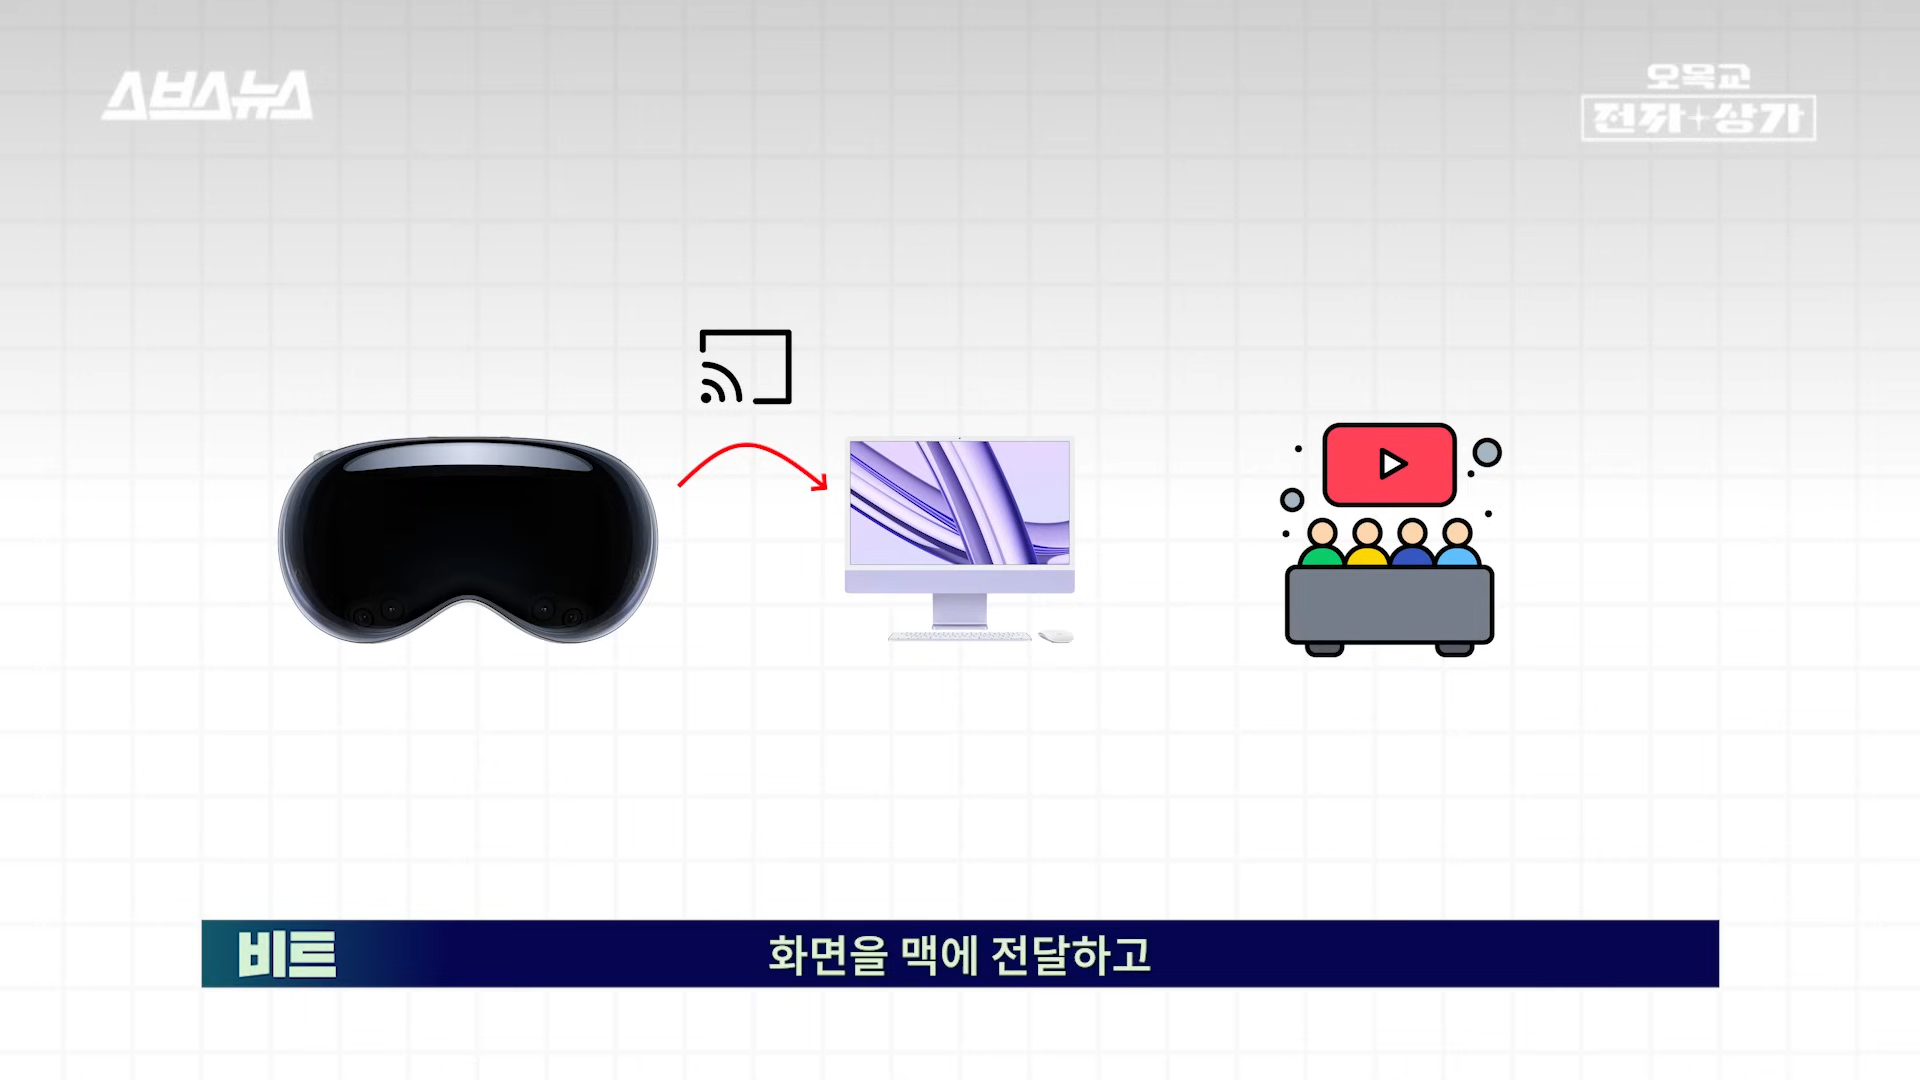 스브스뉴스
오목교
전자+상가
비트
화면을 맥에 전달하고